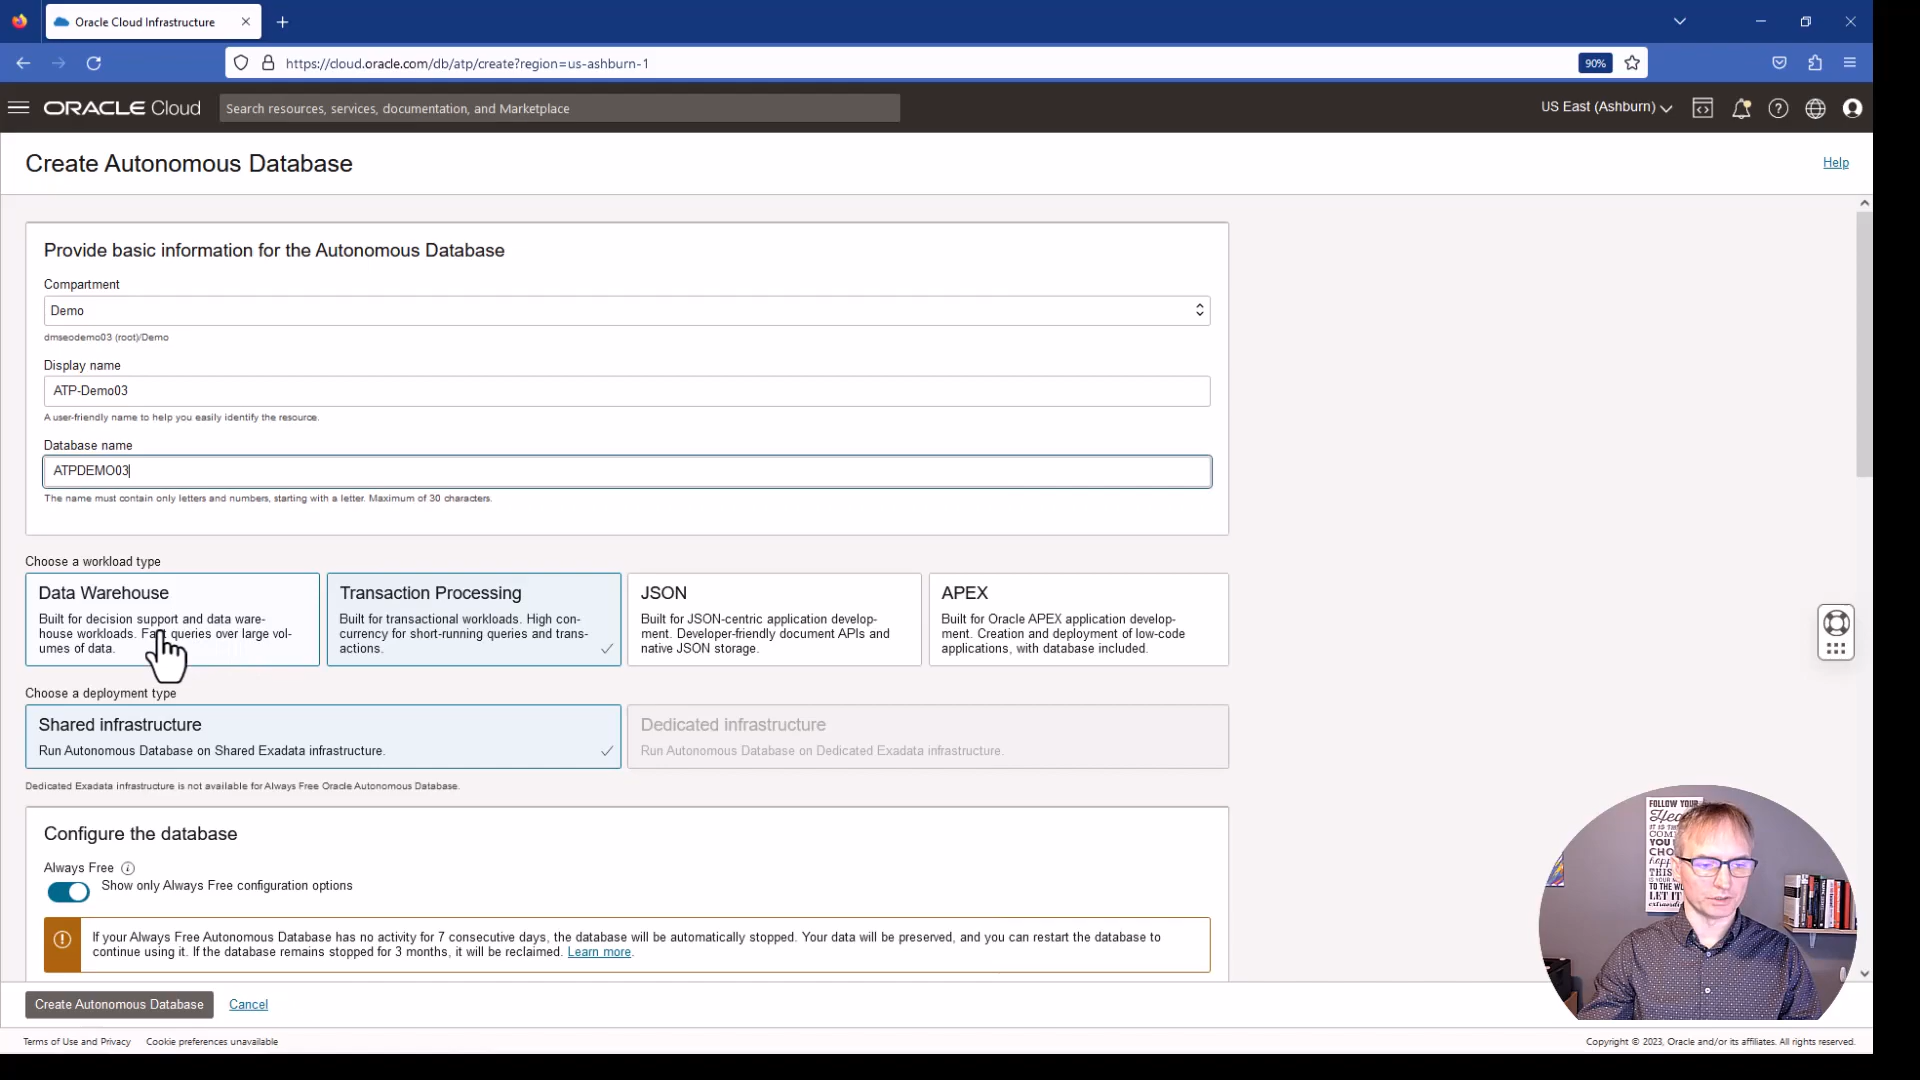 Oracle Cloud Infrastructure
https://cloud.oracle.com/db/atp/create?region=us-ashburn-1
90%
ORACLE Cloud
Search resources, services, documentation, and Marketplace
US East (Ashburn)
Create Autonomous Database
Help
Provide basic information for the Autonomous Database
Compartment
Demo
dmseodemo03 (root)/Demo
Display name
ATP-Demo03
A user-friendly name to help you easily identify the resource.
Database name
ATPDEMO03
The name must contain only letters and numbers, starting with a letter. Maximum of 30 characters.
Choose a workload type
Data Warehouse
Built for decision support and data ware-
house workloads. Fast queries over large vol-
umes of data.
Transaction Processing
Built for transactional workloads. High con-
currency for short-running queries and trans-
actions.
JSON
Built for JSON-centric application develop-
ment. Developer-friendly document APIs and
native JSON storage.
APEX
Built for Oracle APEX application develop-
ment. Creation and deployment of low-code
applications, with database included.
Choose a deployment type
Shared infrastructure
Run Autonomous Database on Shared Exadata infrastructure.
Dedicated infrastructure
Run Autonomous Database on Dedicated Exadata infrastructure.
Dedicated Exadata infrastructure is not available for Always Free Oracle Autonomous Database.
Configure the database
Always Free
Show only Always Free configuration options
If your Always Free Autonomous Database has no activity for 7 consecutive days, the database will be automatically stopped. Your data will be preserved, and you can restart the database to
continue using it. If the database remains stopped for 3 months, it will be reclaimed. Learn more.
FOLLOW YOUR
Heart
Create Autonomous Database
Cancel
Terms of Use and Privacy
Cookie preferences unavailable
Copyright © 2023, Oracle and/or its affiliates. All rights reserved.